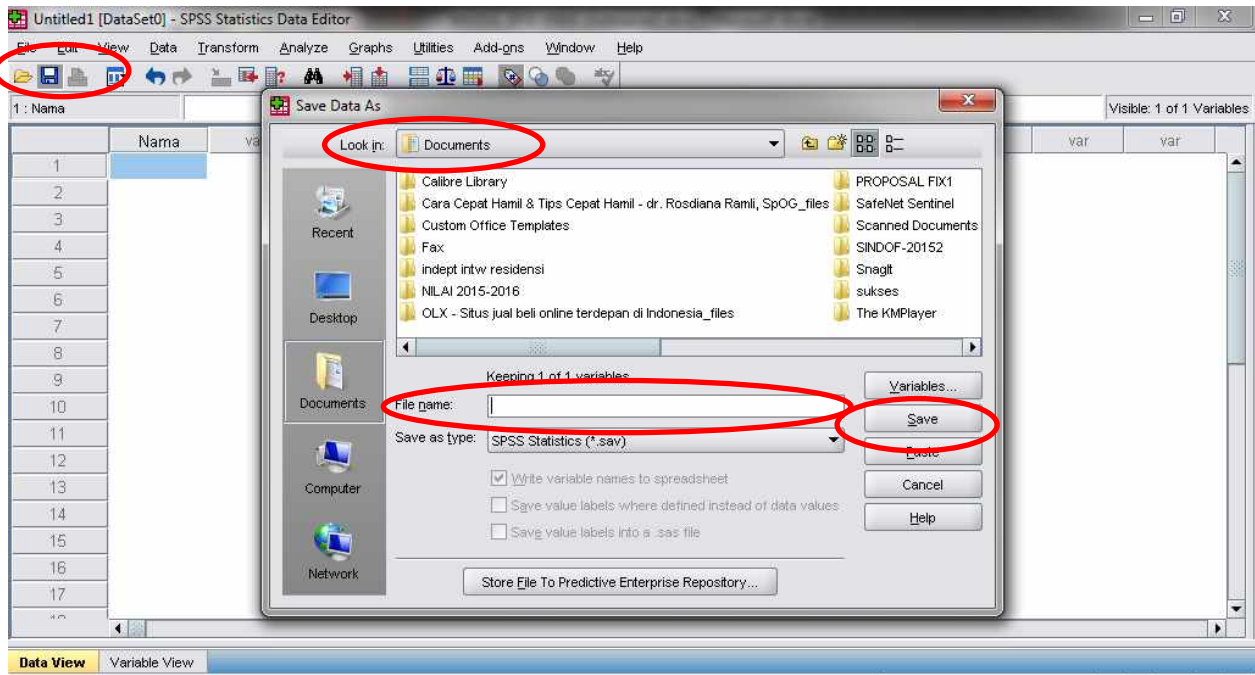 Untitled1 [DataSet0] - SPSS Statistics Data Editor
File Edit View Data Transform Analyze Graphs Utilities Add-ons Window Help
1 : Nama
Visible: 1 of 1 Variables
Nama
var var
Save Data As
Look in: Documents
Recent
Desktop
Documents
Computer
Network
Calibre Library
Cara Cepat Hamil & Tips Cepat Hamil - dr. Rosdiana Ramli, SpOG_files
Custom Office Templates
Fax
indept intw residensi
NILAI 2015-2016
OLX - Situs jual beli online terdepan di Indonesia_files
PROPOSAL FIX1
SafeNet Sentinel
Scanned Documents
SINDOF-20152
SnagIt
sukses
The KMPlayer
Keeping 1 of 1 variables
File name:
Save as type: SPSS Statistics (*.sav)
Write variable names to spreadsheet
Save value labels where defined instead of data values
Save value labels into a .sas file
Variables...
Save
Paste
Cancel
Help
Store File To Predictive Enterprise Repository...
1
2
3
4
5
6
7
8
9
10
11
12
13
14
15
16
17
Data View Variable View